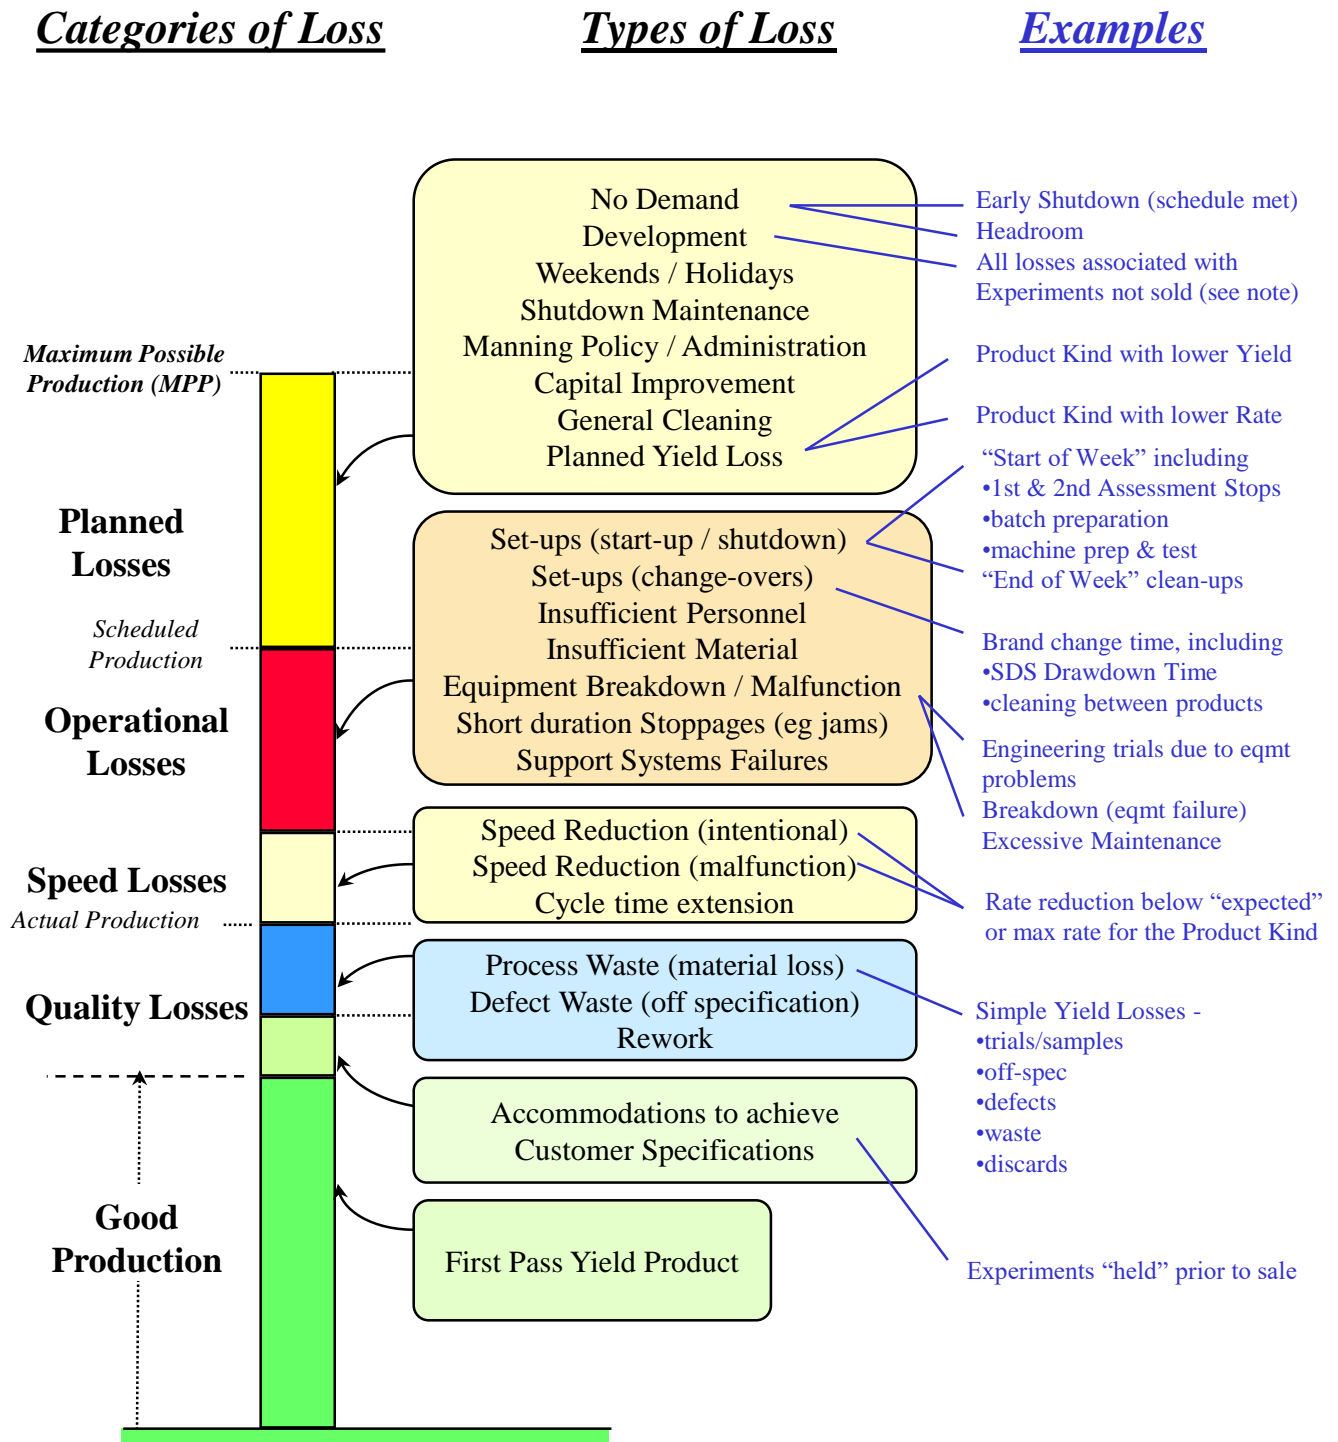 Categories of Loss
Types of Loss
Examples
No Demand
Development
Weekends / Holidays
Shutdown Maintenance
Manning Policy / Administration
Capital Improvement
General Cleaning
Planned Yield Loss
Early Shutdown (schedule met)
Headroom
All losses associated with
Experiments not sold (see note)
Product Kind with lower Yield
Product Kind with lower Rate
Maximum Possible
Production (MPP)
Planned
Losses
Scheduled
Production
Set-ups (start-up / shutdown)
Set-ups (change-overs)
Insufficient Personnel
Insufficient Material
Equipment Breakdown / Malfunction
Short duration Stoppages (eg jams)
Support Systems Failures
“Start of Week” including
•1st & 2nd Assessment Stops
•batch preparation
•machine prep & test
“End of Week” clean-ups
Brand change time, including
•SDS Drawdown Time
•cleaning between products
Engineering trials due to eqmt
problems
Breakdown (eqmt failure)
Excessive Maintenance
Operational
Losses
Speed Reduction (intentional)
Speed Reduction (malfunction)
Cycle time extension
Rate reduction below “expected”
or max rate for the Product Kind
Speed Losses
Actual Production
Process Waste (material loss)
Defect Waste (off specification)
Rework
Simple Yield Losses -
•trials/samples
•off-spec
•defects
•waste
•discards
Quality Losses
Accommodations to achieve
Customer Specifications
Experiments “held” prior to sale
Good
Production
First Pass Yield Product